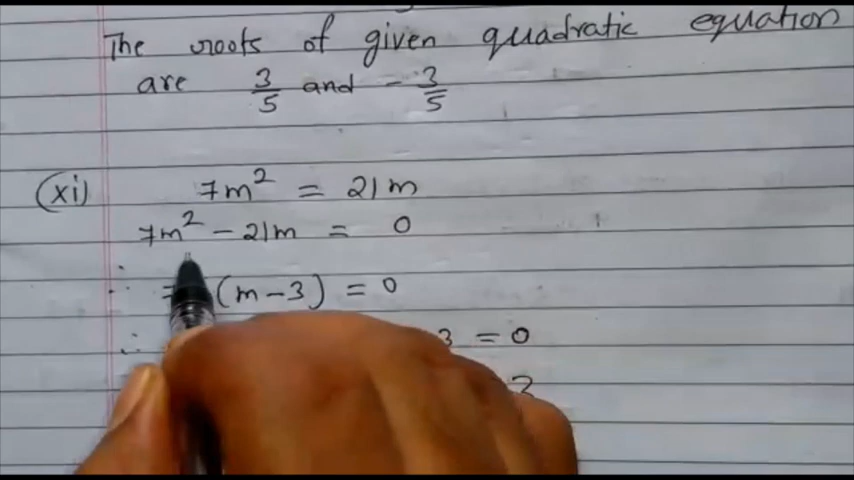 The roots of given quadratic equation
are 3/5 and - 3/5
(xi) 7m² = 21m
7m² - 21m = 0
∴ (m-3) = 0
∴ 3 = 0